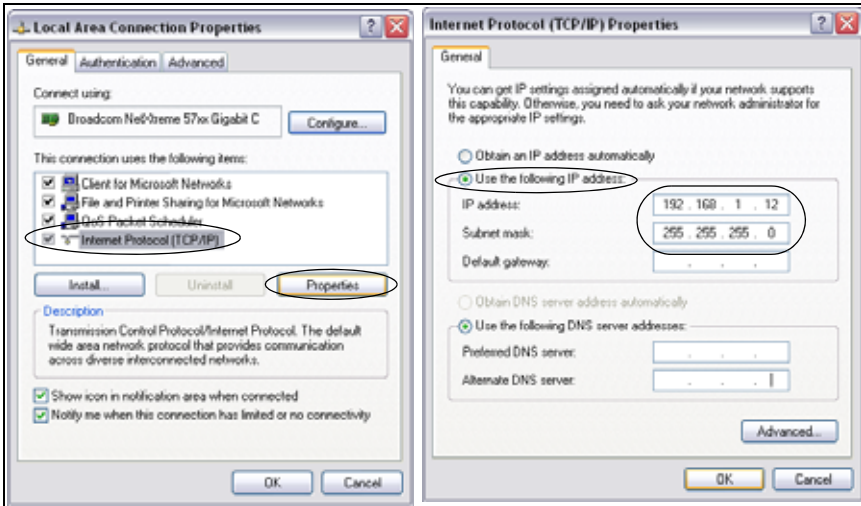 Local Area Connection Properties
General Authentication Advanced
Connect using:
Broadcom NetXtreme 57xx Gigabit C
Configure...
This connection uses the following items:
Client for Microsoft Networks
File and Printer Sharing for Microsoft Networks
QoS Packet Scheduler
Internet Protocol (TCP/IP)
Install... Uninstall Properties
Description
Transmission Control Protocol/Internet Protocol. The default
wide area network protocol that provides communication
across diverse interconnected networks.
Show icon in notification area when connected
Notify me when this connection has limited or no connectivity
OK Cancel
Internet Protocol (TCP/IP) Properties
General
You can get IP settings assigned automatically if your network supports
this capability. Otherwise, you need to ask your network administrator for
the appropriate IP settings.
Obtain an IP address automatically
Use the following IP address:
IP address: 192 . 168 . 1 . 12
Subnet mask: 255 . 255 . 255 . 0
Default gateway: . . .
Obtain DNS server address automatically
Use the following DNS server addresses:
Preferred DNS server: . . .
Alternate DNS server: . . .
Advanced...
OK Cancel